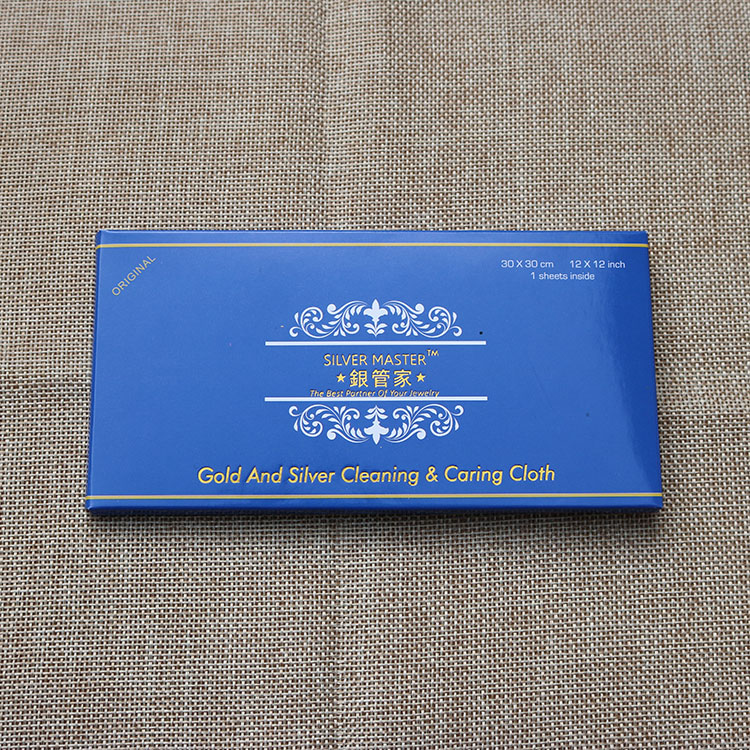 ORIGINAL
30 X 30 cm 12 X 12 inch
1 sheets inside
SILVER MASTER™
★銀管家★
The Best Partner Of Your Jewelry
Gold And Silver Cleaning & Caring Cloth